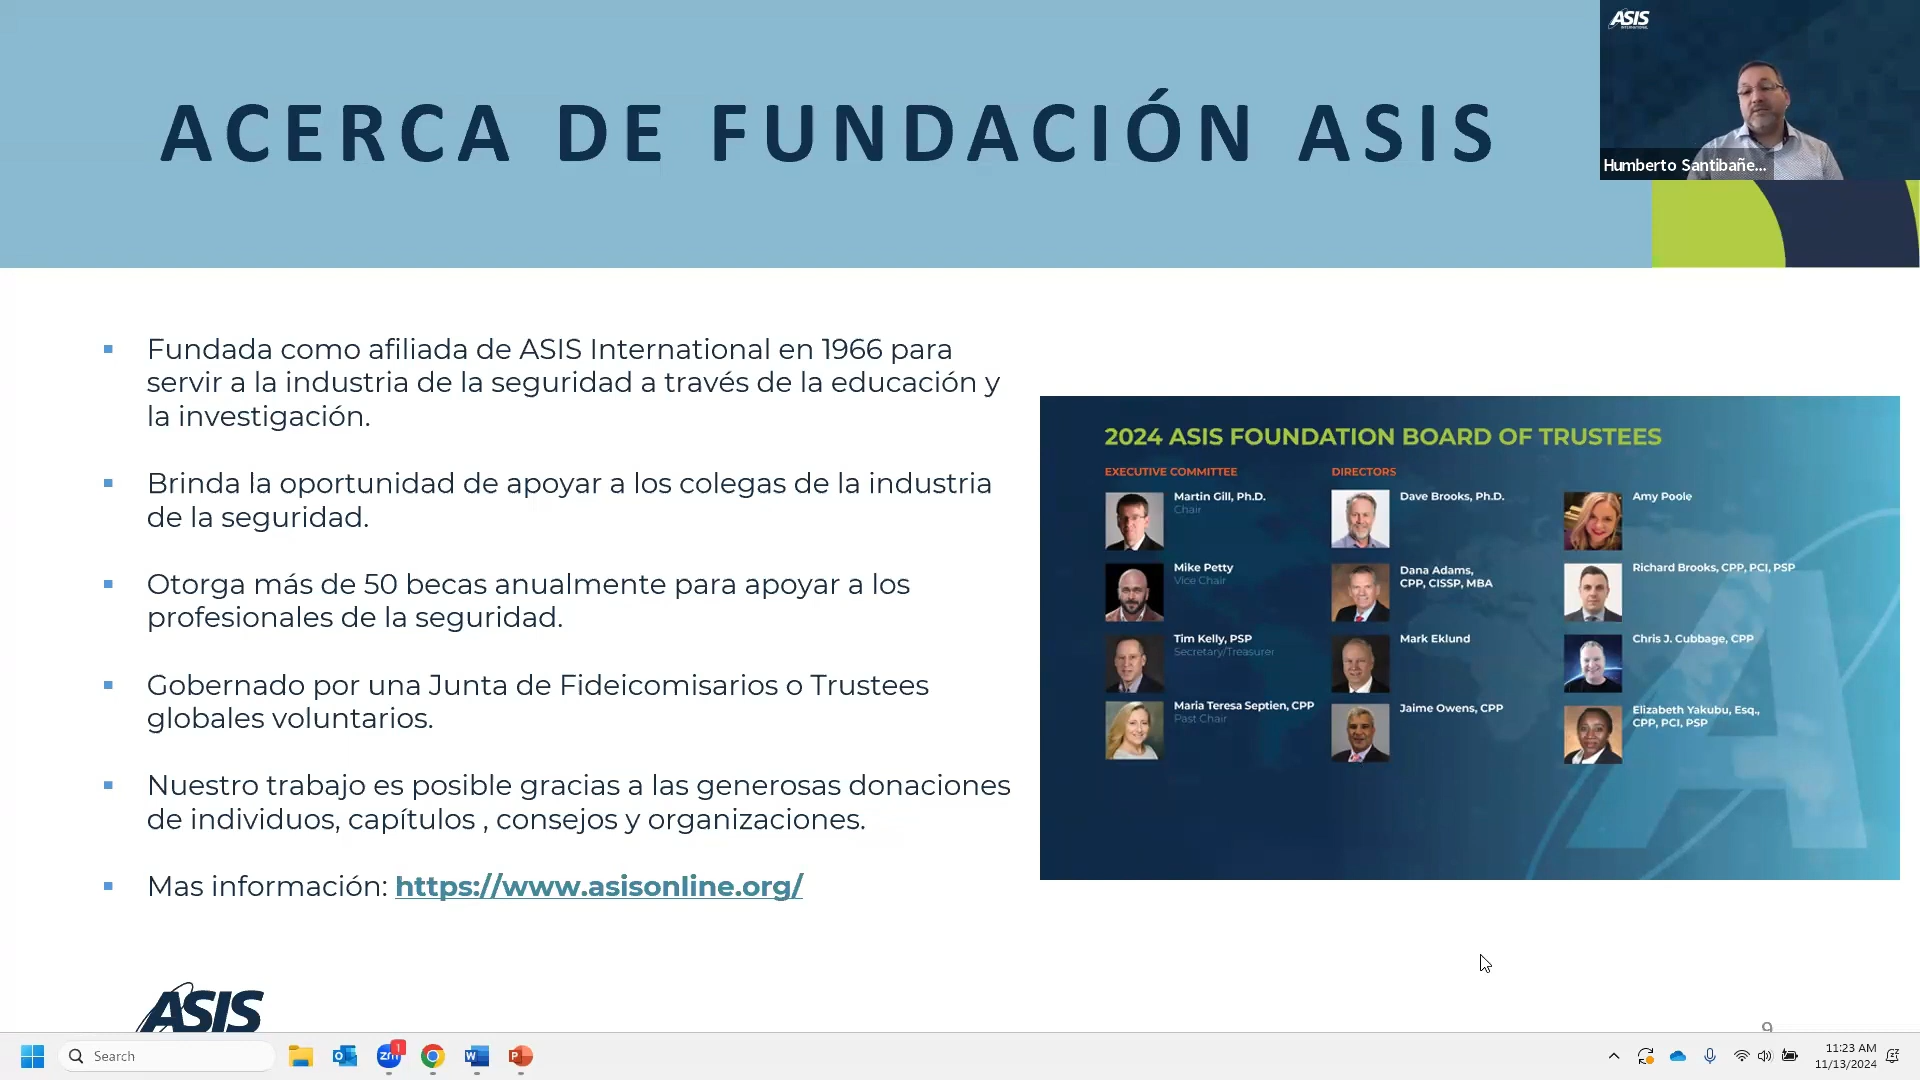 ACERCA DE FUNDACIÓN ASIS
ASIS
INTERNATIONAL
Humberto Santibañe...
▪ Fundada como afiliada de ASIS International en 1966 para
servir a la industria de la seguridad a través de la educación y
la investigación.
▪ Brinda la oportunidad de apoyar a los colegas de la industria
de la seguridad.
▪ Otorga más de 50 becas anualmente para apoyar a los
profesionales de la seguridad.
▪ Gobernado por una Junta de Fideicomisarios o Trustees
globales voluntarios.
▪ Nuestro trabajo es posible gracias a las generosas donaciones
de individuos, capítulos , consejos y organizaciones.
▪ Mas información: https://www.asisonline.org/
2024 ASIS FOUNDATION BOARD OF TRUSTEES
EXECUTIVE COMMITTEE
Martin Gill, Ph.D.
Chair
Mike Petty
Vice Chair
Tim Kelly, PSP
Secretary/Treasurer
Maria Teresa Septien, CPP
Past Chair
DIRECTORS
Dave Brooks, Ph.D.
Dana Adams,
CPP, CISSP, MBA
Mark Eklund
Jaime Owens, CPP
Amy Poole
Richard Brooks, CPP, PCI, PSP
Chris J. Cubbage, CPP
Elizabeth Yakubu, Esq.,
CPP, PCI, PSP
ASIS
9
Search
1
11:23 AM
11/13/2024